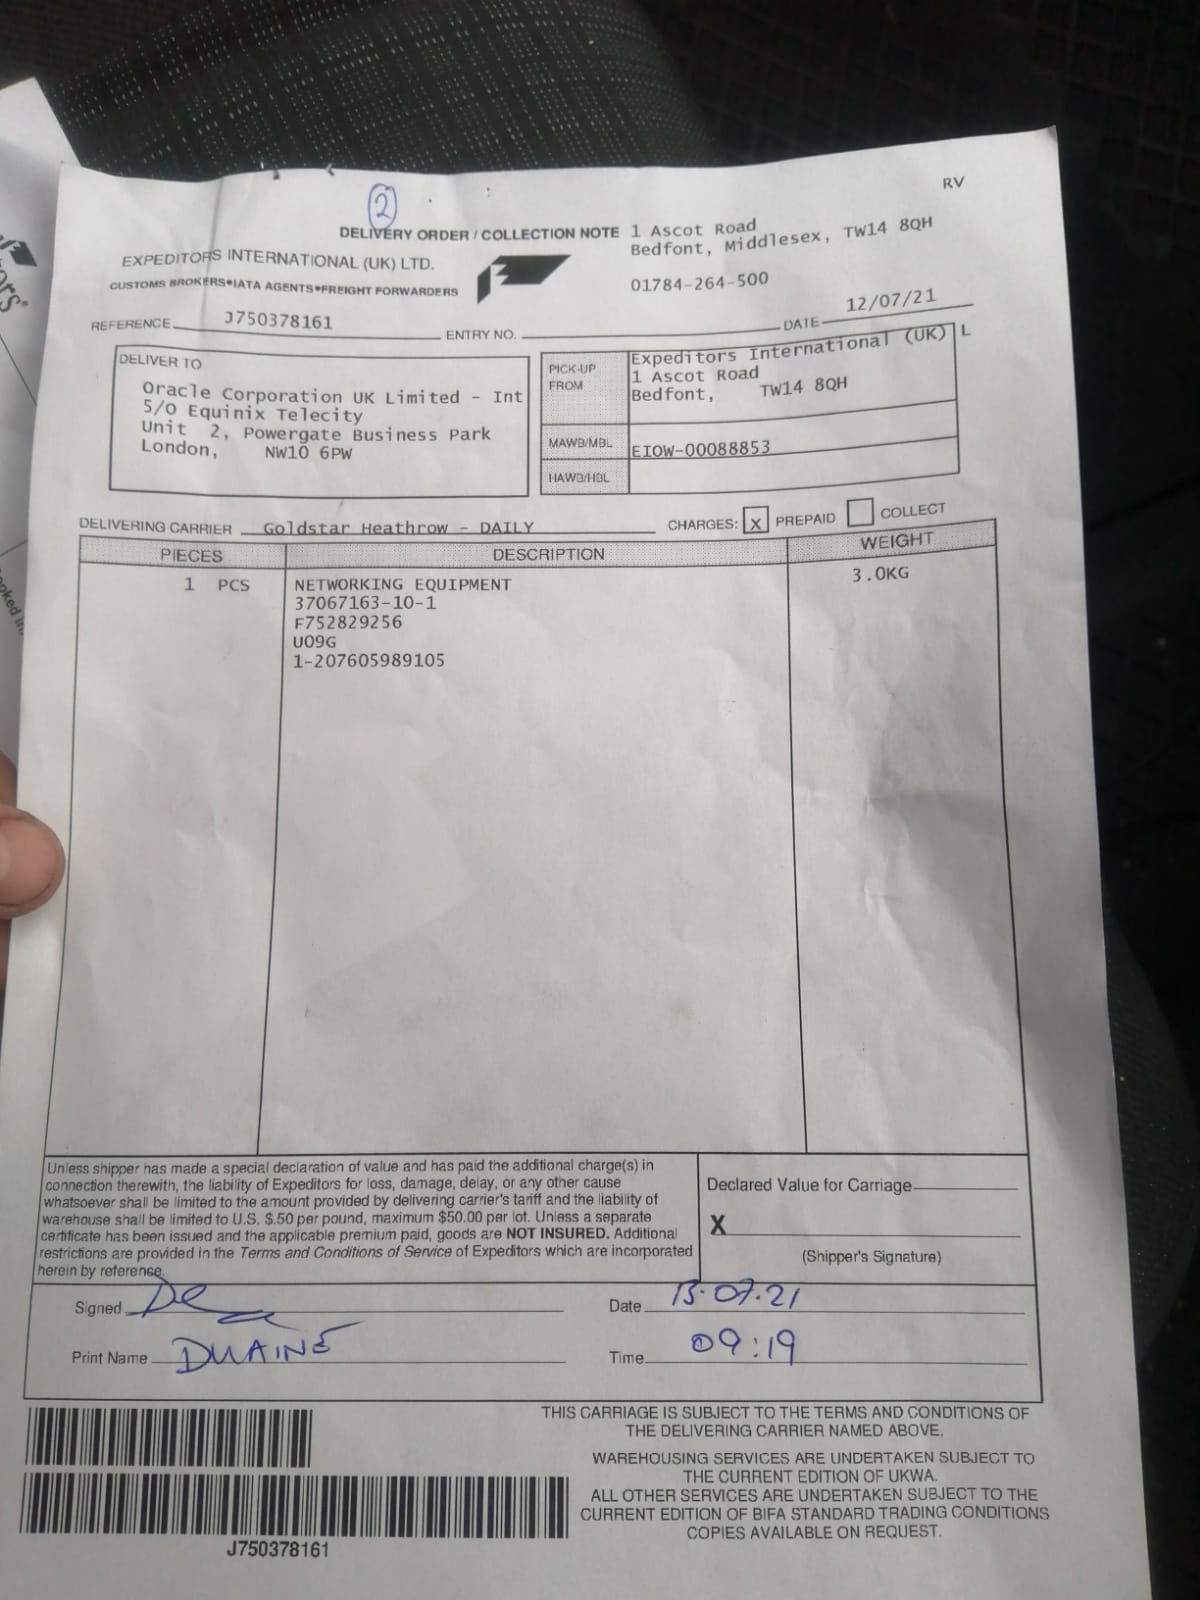 RV
2
DELIVERY ORDER / COLLECTION NOTE
1 Ascot Road
Bedfont, Middlesex, TW14 8QH
01784-264-500
EXPEDITORS INTERNATIONAL (UK) LTD.
CUSTOMS BROKERS•IATA AGENTS•FREIGHT FORWARDERS
REFERENCE J750378161
ENTRY NO.
DATE 12/07/21
DELIVER TO
Oracle Corporation UK Limited - Int
S/O Equinix Telecity
Unit 2, Powergate Business Park
London, NW10 6PW
PICK-UP
FROM
Expeditors International (UK) L
1 Ascot Road
Bedfont, TW14 8QH
MAWB/MBL EIOW-00088853
HAWB/HBL
DELIVERING CARRIER Goldstar Heathrow - DAILY
CHARGES: X PREPAID COLLECT
PIECES DESCRIPTION WEIGHT
1 PCS NETWORKING EQUIPMENT 3.0KG
37067163-10-1
F752829256
U09G
1-207605989105
Unless shipper has made a special declaration of value and has paid the additional charge(s) in
connection therewith, the liability of Expeditors for loss, damage, delay, or any other cause
whatsoever shall be limited to the amount provided by delivering carrier's tariff and the liability of
warehouse shall be limited to U.S. $.50 per pound, maximum $50.00 per lot. Unless a separate
certificate has been issued and the applicable premium paid, goods are NOT INSURED. Additional
restrictions are provided in the Terms and Conditions of Service of Expeditors which are incorporated
herein by reference.
Declared Value for Carriage
X
(Shipper's Signature)
Signed
Date 13.07.21
Print Name DUAINE
Time 09:19
THIS CARRIAGE IS SUBJECT TO THE TERMS AND CONDITIONS OF
THE DELIVERING CARRIER NAMED ABOVE.
WAREHOUSING SERVICES ARE UNDERTAKEN SUBJECT TO
THE CURRENT EDITION OF UKWA.
ALL OTHER SERVICES ARE UNDERTAKEN SUBJECT TO THE
CURRENT EDITION OF BIFA STANDARD TRADING CONDITIONS
COPIES AVAILABLE ON REQUEST.
J750378161